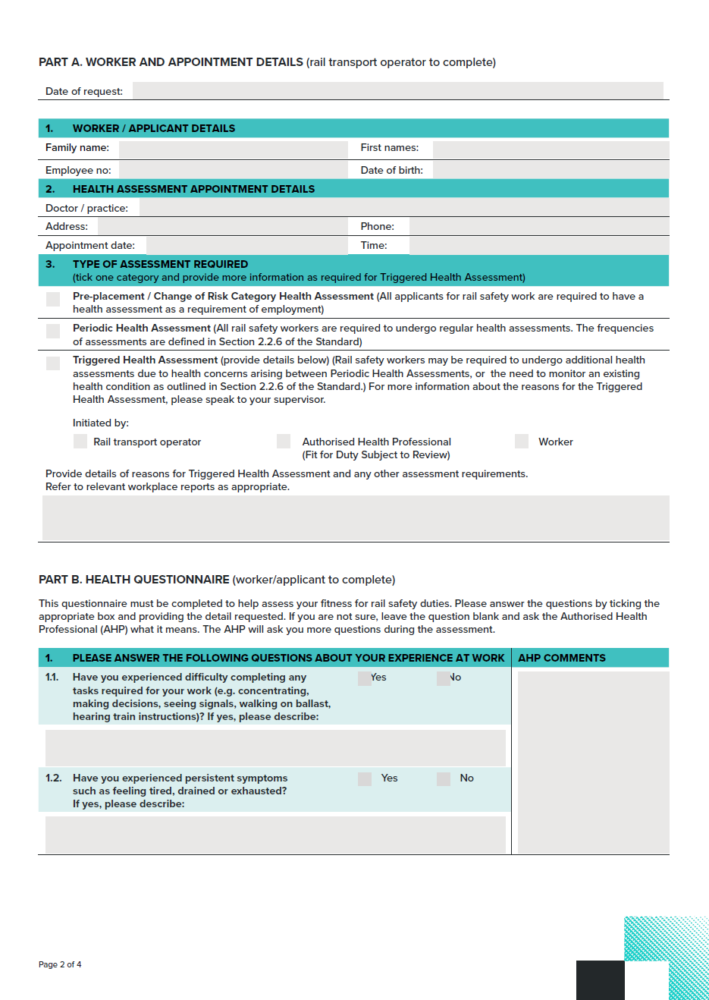 PART A. WORKER AND APPOINTMENT DETAILS (rail transport operator to complete)
Date of request:
1. WORKER / APPLICANT DETAILS
Family name: First names:
Employee no: Date of birth:
2. HEALTH ASSESSMENT APPOINTMENT DETAILS
Doctor / practice:
Address: Phone:
Appointment date: Time:
3. TYPE OF ASSESSMENT REQUIRED
(tick one category and provide more information as required for Triggered Health Assessment)
Pre-placement / Change of Risk Category Health Assessment (All applicants for rail safety work are required to have a
health assessment as a requirement of employment)
Periodic Health Assessment (All rail safety workers are required to undergo regular health assessments. The frequencies
of assessments are defined in Section 2.2.6 of the Standard)
Triggered Health Assessment (provide details below) (Rail safety workers may be required to undergo additional health
assessments due to health concerns arising between Periodic Health Assessments, or the need to monitor an existing
health condition as outlined in Section 2.2.6 of the Standard.) For more information about the reasons for the Triggered
Health Assessment, please speak to your supervisor.
Initiated by:
Rail transport operator Authorised Health Professional Worker
(Fit for Duty Subject to Review)
Provide details of reasons for Triggered Health Assessment and any other assessment requirements.
Refer to relevant workplace reports as appropriate.
PART B. HEALTH QUESTIONNAIRE (worker/applicant to complete)
This questionnaire must be completed to help assess your fitness for rail safety duties. Please answer the questions by ticking the
appropriate box and providing the detail requested. If you are not sure, leave the question blank and ask the Authorised Health
Professional (AHP) what it means. The AHP will ask you more questions during the assessment.
1. PLEASE ANSWER THE FOLLOWING QUESTIONS ABOUT YOUR EXPERIENCE AT WORK AHP COMMENTS
1.1. Have you experienced difficulty completing any Yes No
tasks required for your work (e.g. concentrating,
making decisions, seeing signals, walking on ballast,
hearing train instructions)? If yes, please describe:
1.2. Have you experienced persistent symptoms Yes No
such as feeling tired, drained or exhausted?
If yes, please describe:
Page 2 of 4